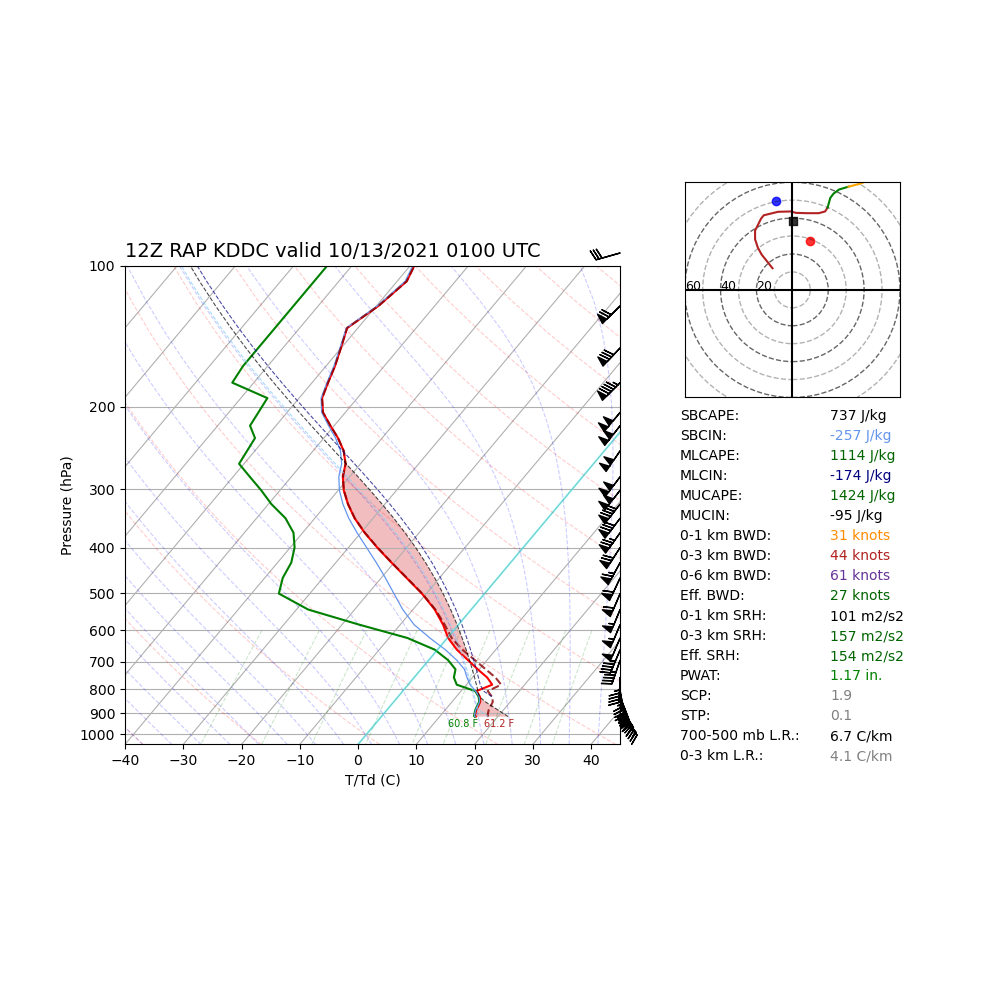 12Z RAP KDDC valid 10/13/2021 0100 UTC
60 40 20
100
200
300
400
500
600
700
800
900
1000
Pressure (hPa)
60.8 F 61.2 F
−40 −30 −20 −10 0 10 20 30 40
T/Td (C)
SBCAPE: 737 J/kg
SBCIN: -257 J/kg
MLCAPE: 1114 J/kg
MLCIN: -174 J/kg
MUCAPE: 1424 J/kg
MUCIN: -95 J/kg
0-1 km BWD: 31 knots
0-3 km BWD: 44 knots
0-6 km BWD: 61 knots
Eff. BWD: 27 knots
0-1 km SRH: 101 m2/s2
0-3 km SRH: 157 m2/s2
Eff. SRH: 154 m2/s2
PWAT: 1.17 in.
SCP: 1.9
STP: 0.1
700-500 mb L.R.: 6.7 C/km
0-3 km L.R.: 4.1 C/km